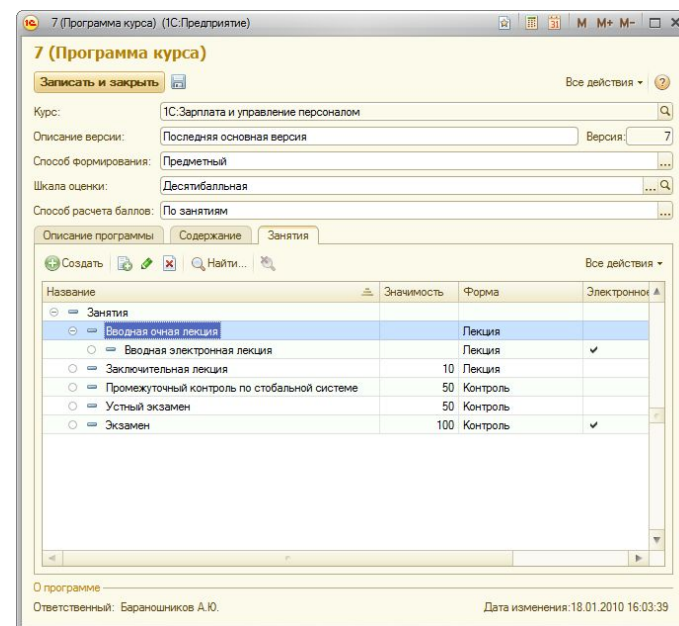 7 (Программа курса) (1С:Предприятие)
M M+ M-
7 (Программа курса)
Записать и закрыть Все действия
Курс: 1С:Зарплата и управление персоналом
Описание версии: Последняя основная версия Версия: 7
Способ формирования: Предметный ...
Шкала оценки: Десятибалльная ...
Способ расчета баллов: По занятиям ...
Описание программы Содержание Занятия
Создать Найти... Все действия
Название Значимость Форма Электронное
Занятия
Вводная очная лекция Лекция
Вводная электронная лекция Лекция ✔
Заключительная лекция 10 Лекция
Промежуточный контроль по стобальной системе 50 Контроль
Устный экзамен 50 Контроль
Экзамен 100 Контроль ✔
О программе
Ответственный: Бараношников А.Ю. Дата изменения:18.01.2010 16:03:39